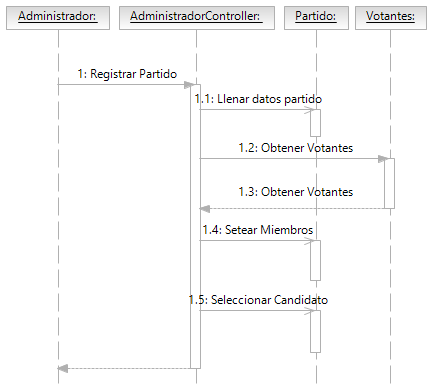 Administrador:
AdministradorController:
Partido:
Votantes:
1: Registrar Partido
1.1: Llenar datos partido
1.2: Obtener Votantes
1.3: Obtener Votantes
1.4: Setear Miembros
1.5: Seleccionar Candidato